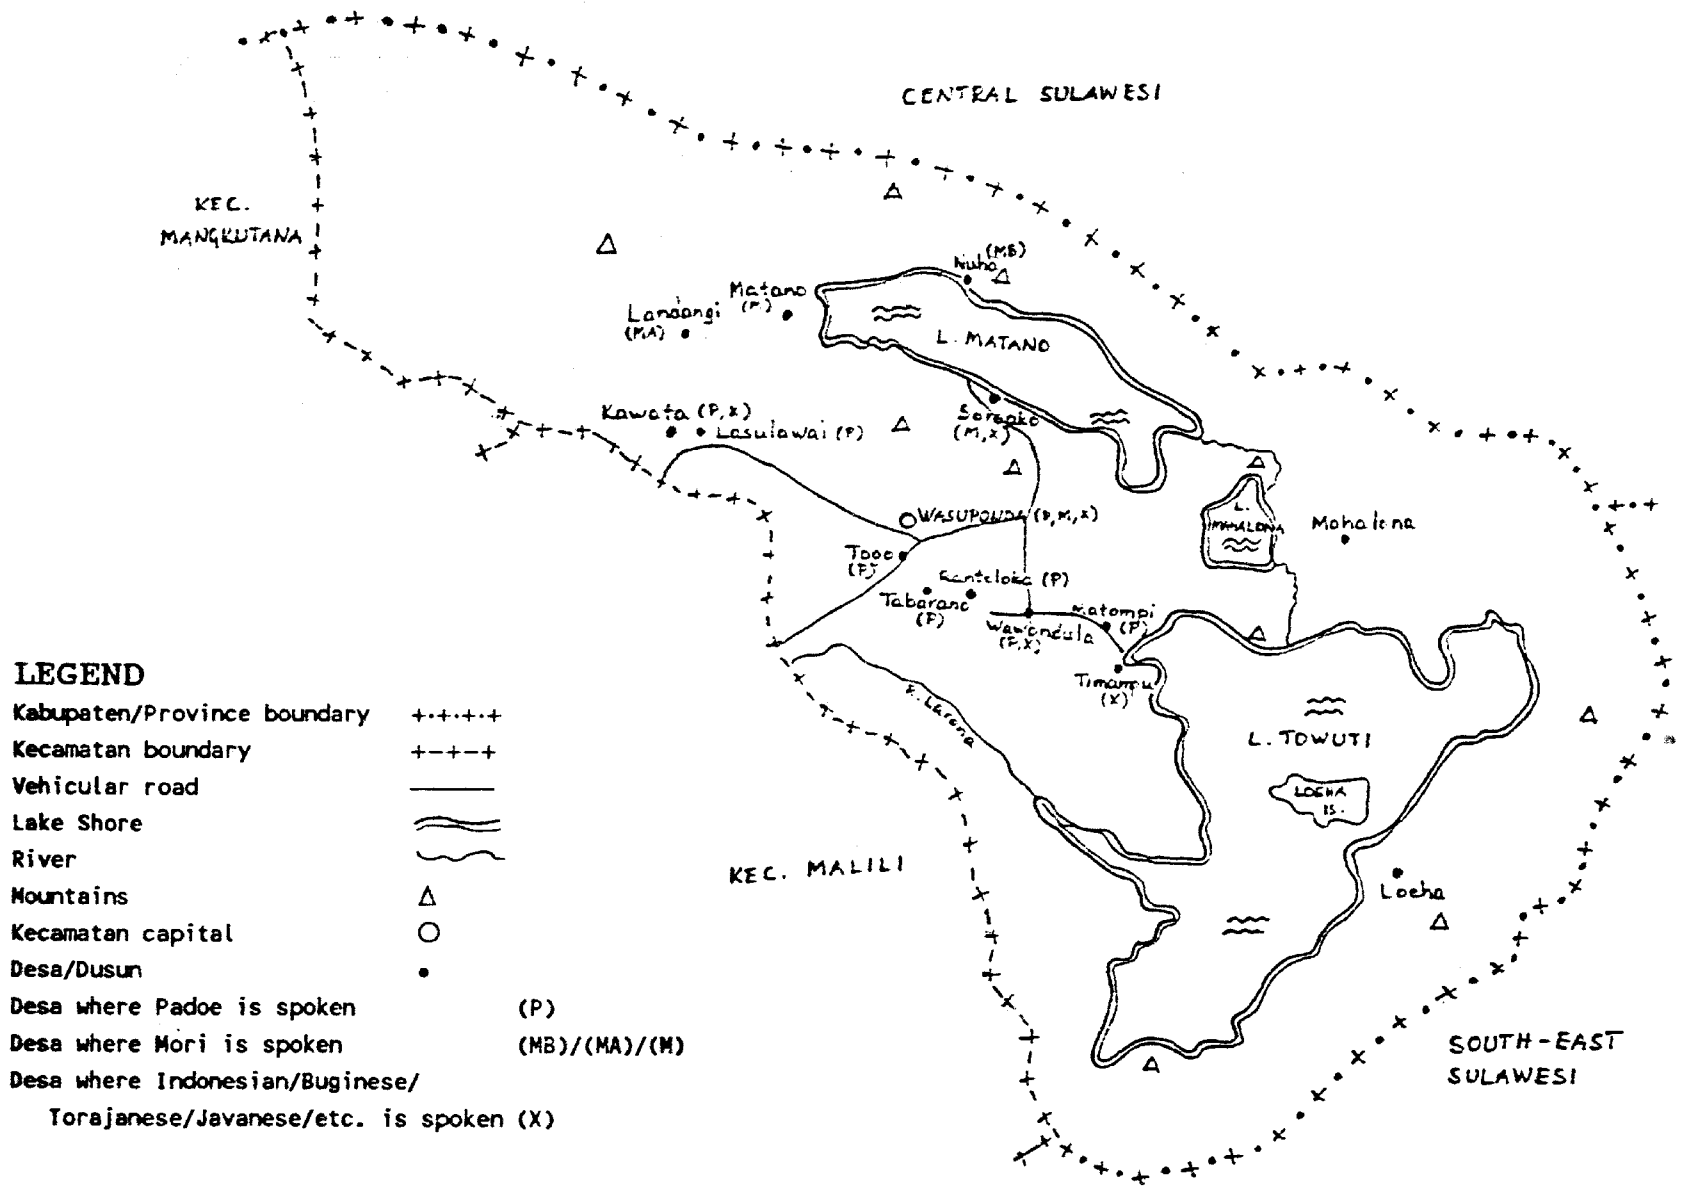 CENTRAL SULAWESI
KEC.
MANGKUTANA
(MB)
Nuha
Matano
(M)
Landangi
(MA)
L. MATANO
Kawata (P,X)
Lasulawai (P)
Soroako
(M,X)
WASUPONDA (P,M,X)
L.
MAHALONA
Mahalona
Togo
(P)
Kanteloka (P)
Tabarano
(P)
Matompi
(P)
Wawondula
(P,X)
Timampu
(X)
R. Larona
L. TOWUTI
LOEHA
IS.
KEC. MALILI
Loeha
SOUTH-EAST
SULAWESI
LEGEND
Kabupaten/Province boundary
Kecamatan boundary
Vehicular road
Lake Shore
River
Mountains
Kecamatan capital
Desa/Dusun
Desa where Padoe is spoken (P)
Desa where Mori is spoken (MB)/(MA)/(M)
Desa where Indonesian/Buginese/
Torajanese/Javanese/etc. is spoken (X)